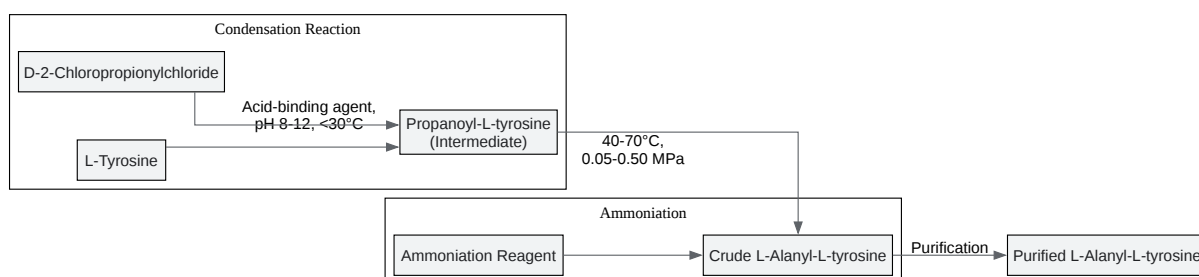 Condensation Reaction
D-2-Chloropropionylchloride
Acid-binding agent,
pH 8-12, <30°C
L-Tyrosine
Propanoyl-L-tyrosine
(Intermediate)
40-70°C,
0.05-0.50 MPa
Ammoniation
Ammoniation Reagent
Crude L-Alanyl-L-tyrosine
Purification
Purified L-Alanyl-L-tyrosine